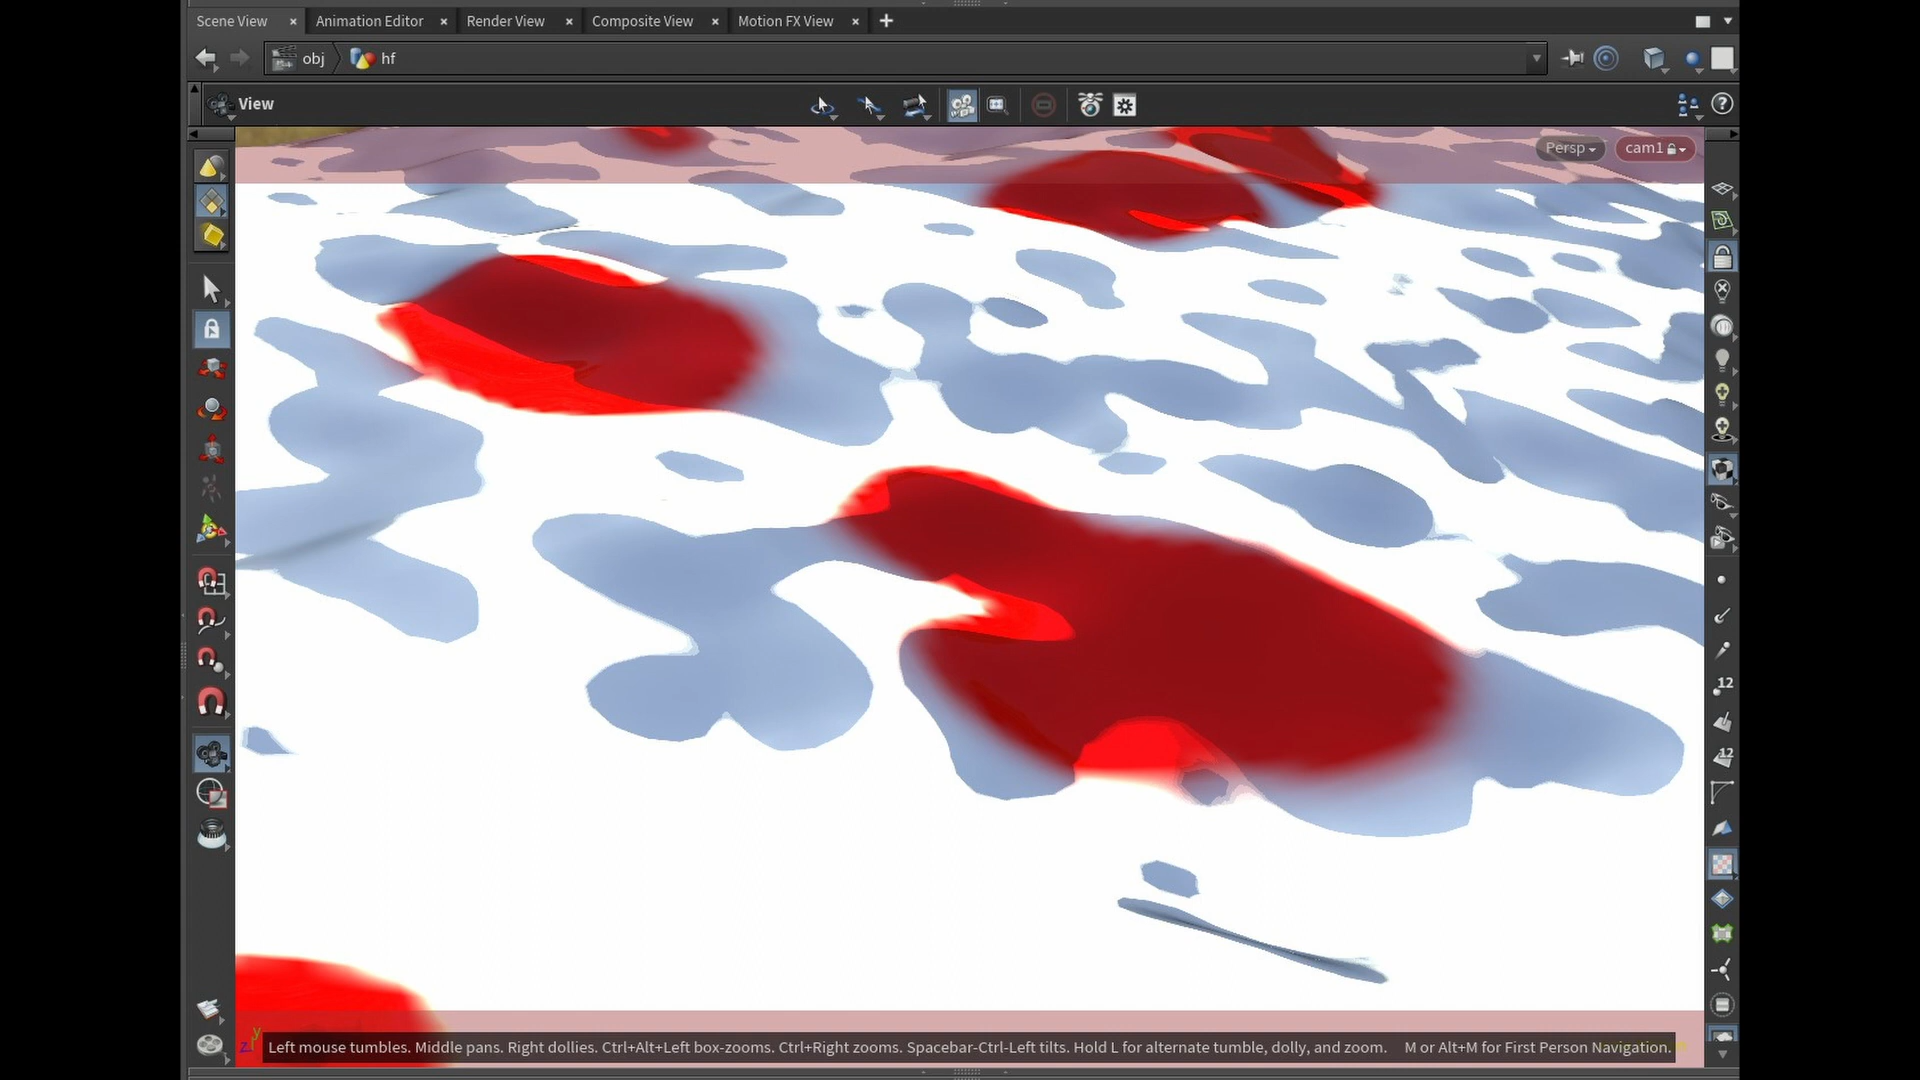 Scene View × Animation Editor × Render View × Composite View × Motion FX View × +
obj hf
View
Persp cam1
12
12
y
z
Left mouse tumbles. Middle pans. Right dollies. Ctrl+Alt+Left box-zooms. Ctrl+Right zooms. Spacebar-Ctrl-Left tilts. Hold L for alternate tumble, dolly, and zoom. M or Alt+M for First Person Navigation.